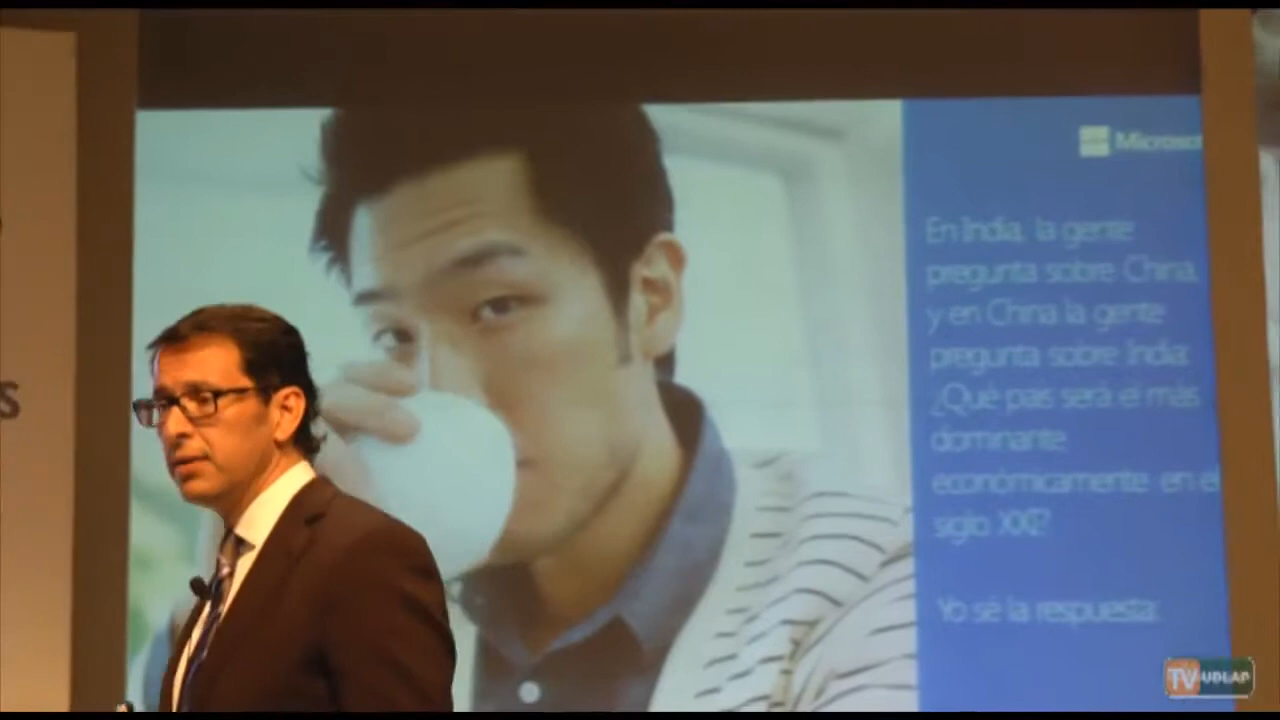 Microso
En India, la gente
pregunta sobre China,
y en China la gente
pregunta sobre India:
¿Qué país será el más
dominante
económicamente en el
siglo XXI?
Yo sé la respuesta:
s
TV UDLAP